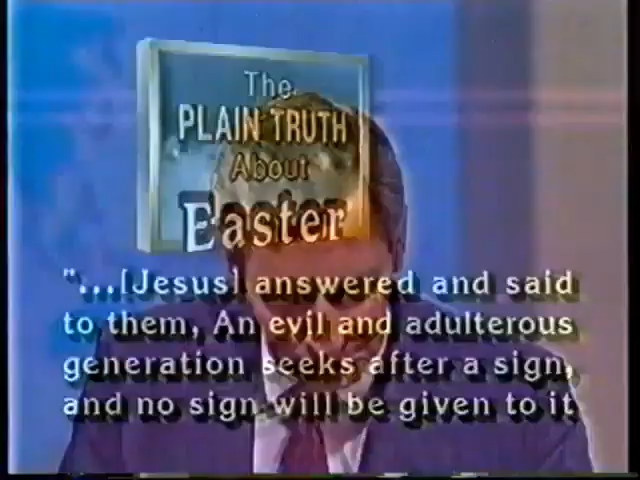 The
PLAIN TRUTH
About
Easter
"...[Jesus] answered and said
to them, An evil and adulterous
generation seeks after a sign,
and no sign will be given to it